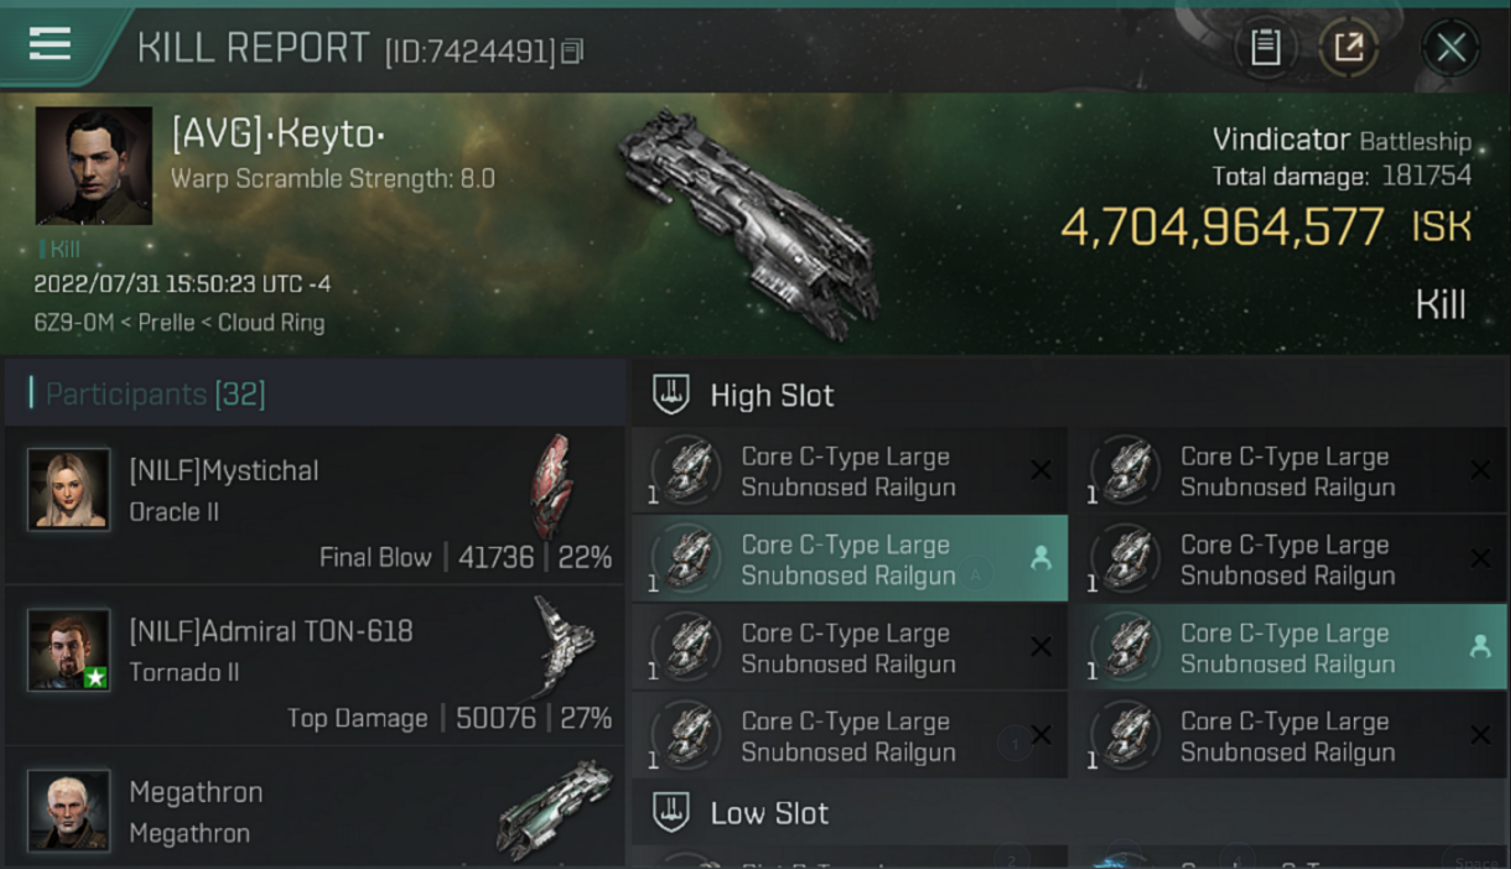 KILL REPORT [ID:7424491]
[AVG]·Keyto·
Warp Scramble Strength: 8.0
Kill
2022/07/31 15:50:23 UTC -4
6Z9-0M < Prelle < Cloud Ring
Vindicator Battleship
Total damage: 181754
4,704,964,577 ISK
Kill
Participants [32]
[NILF]Mystichal
Oracle II
Final Blow | 41736 | 22%
[NILF]Admiral TON-618
Tornado II
Top Damage | 50076 | 27%
Megathron
Megathron
High Slot
Core C-Type Large
Snubnosed Railgun
1
Core C-Type Large
Snubnosed Railgun
1
Core C-Type Large
Snubnosed Railgun
1
A
Core C-Type Large
Snubnosed Railgun
1
Core C-Type Large
Snubnosed Railgun
1
Core C-Type Large
Snubnosed Railgun
1
Core C-Type Large
Snubnosed Railgun
1
1
Core C-Type Large
Snubnosed Railgun
1
Low Slot
2
Space